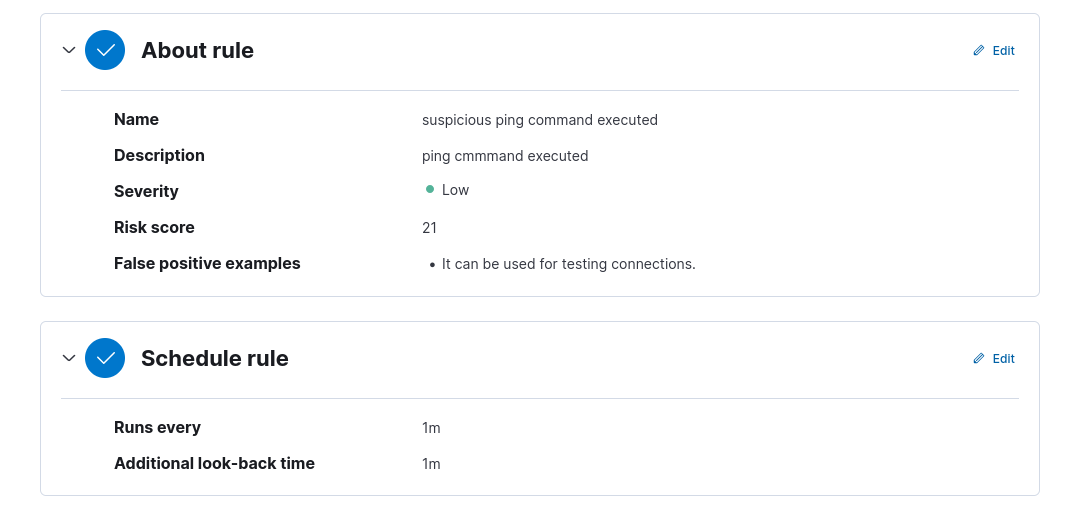 About rule
Edit
Name suspicious ping command executed
Description ping cmmmand executed
Severity Low
Risk score 21
False positive examples • It can be used for testing connections.
Schedule rule
Edit
Runs every 1m
Additional look-back time 1m